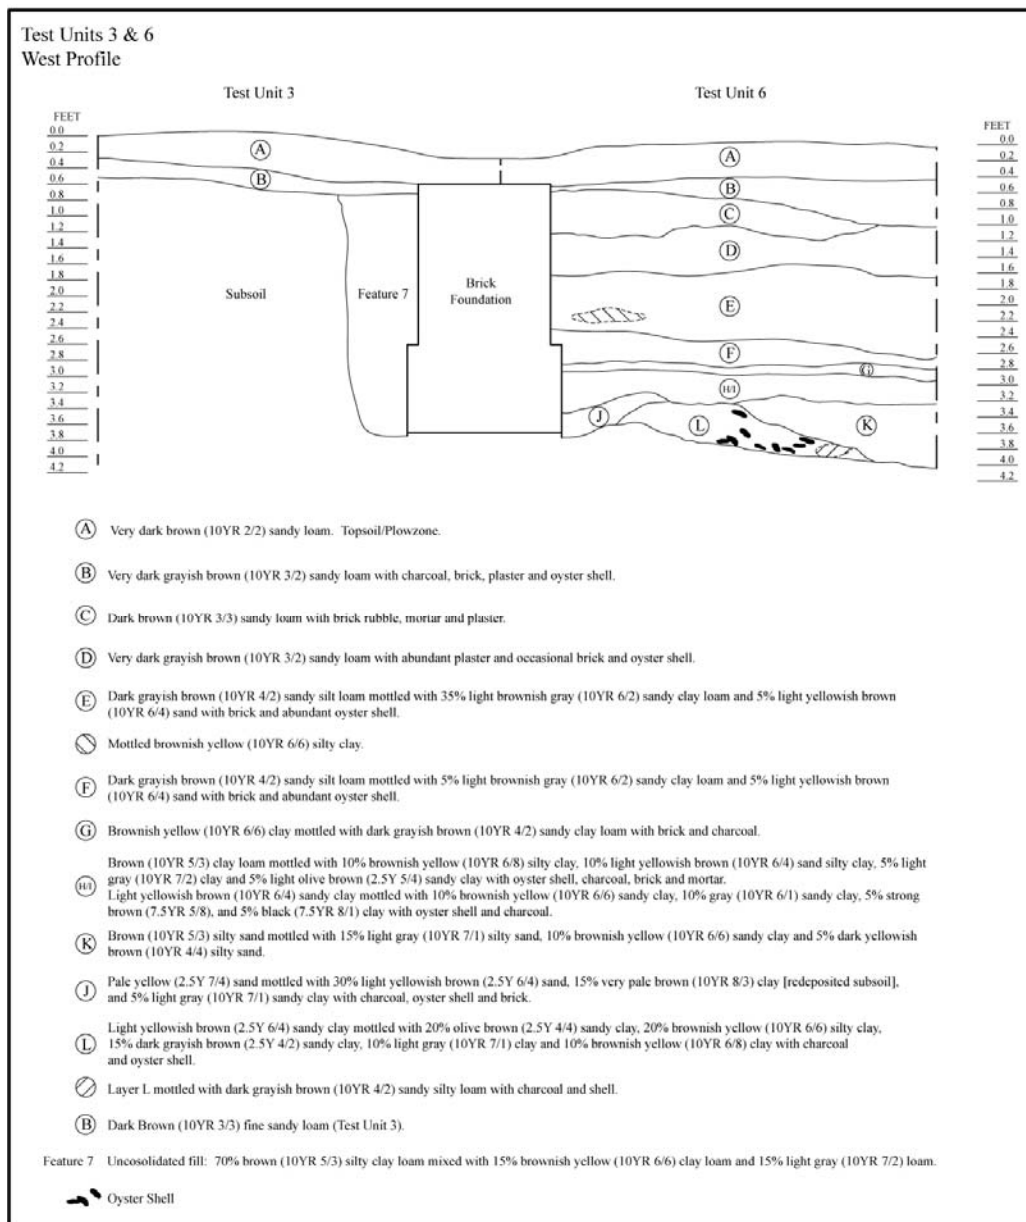 Test Units 3 & 6
West Profile
Test Unit 3
Test Unit 6
FEET
0.0
0.2
0.4
0.6
0.8
1.0
1.2
1.4
1.6
1.8
2.0
2.2
2.4
2.6
2.8
3.0
3.2
3.4
3.6
3.8
4.0
4.2
A
B
Subsoil
Feature 7
Brick
Foundation
A
B
C
D
E
F
G
H/I
J
L
K
FEET
0.0
0.2
0.4
0.6
0.8
1.0
1.2
1.4
1.6
1.8
2.0
2.2
2.4
2.6
2.8
3.0
3.2
3.4
3.6
3.8
4.0
4.2
A Very dark brown (10YR 2/2) sandy loam. Topsoil/Plowzone.
B Very dark grayish brown (10YR 3/2) sandy loam with charcoal, brick, plaster and oyster shell.
C Dark brown (10YR 3/3) sandy loam with brick rubble, mortar and plaster.
D Very dark grayish brown (10YR 3/2) sandy loam with abundant plaster and occasional brick and oyster shell.
E Dark grayish brown (10YR 4/2) sandy silt loam mottled with 35% light brownish gray (10YR 6/2) sandy clay loam and 5% light yellowish brown
(10YR 6/4) sand with brick and abundant oyster shell.
Mottled brownish yellow (10YR 6/6) silty clay.
F Dark grayish brown (10YR 4/2) sandy silt loam mottled with 5% light brownish gray (10YR 6/2) sandy clay loam and 5% light yellowish brown
(10YR 6/4) sand with brick and abundant oyster shell.
G Brownish yellow (10YR 6/6) clay mottled with dark grayish brown (10YR 4/2) sandy clay loam with brick and charcoal.
H/I Brown (10YR 5/3) clay loam mottled with 10% brownish yellow (10YR 6/8) silty clay, 10% light yellowish brown (10YR 6/4) sand silty clay, 5% light
gray (10YR 7/2) clay and 5% light olive brown (2.5Y 5/4) sandy clay with oyster shell, charcoal, brick and mortar.
Light yellowish brown (10YR 6/4) sandy clay mottled with 10% brownish yellow (10YR 6/6) sandy clay, 10% gray (10YR 6/1) sandy clay, 5% strong
brown (7.5YR 5/8), and 5% black (7.5YR 8/1) clay with oyster shell and charcoal.
K Brown (10YR 5/3) silty sand mottled with 15% light gray (10YR 7/1) silty sand, 10% brownish yellow (10YR 6/6) sandy clay and 5% dark yellowish
brown (10YR 4/4) silty sand.
J Pale yellow (2.5Y 7/4) sand mottled with 30% light yellowish brown (2.5Y 6/4) sand, 15% very pale brown (10YR 8/3) clay [redeposited subsoil],
and 5% light gray (10YR 7/1) sandy clay with charcoal, oyster shell and brick.
L Light yellowish brown (2.5Y 6/4) sandy clay mottled with 20% olive brown (2.5Y 4/4) sandy clay, 20% brownish yellow (10YR 6/6) silty clay,
15% dark grayish brown (2.5Y 4/2) sandy clay, 10% light gray (10YR 7/1) clay and 10% brownish yellow (10YR 6/8) clay with charcoal
and oyster shell.
Layer L mottled with dark grayish brown (10YR 4/2) sandy silty loam with charcoal and shell.
B Dark Brown (10YR 3/3) fine sandy loam (Test Unit 3).
Feature 7 Uncosolidated fill: 70% brown (10YR 5/3) silty clay loam mixed with 15% brownish yellow (10YR 6/6) clay loam and 15% light gray (10YR 7/2) loam.
Oyster Shell